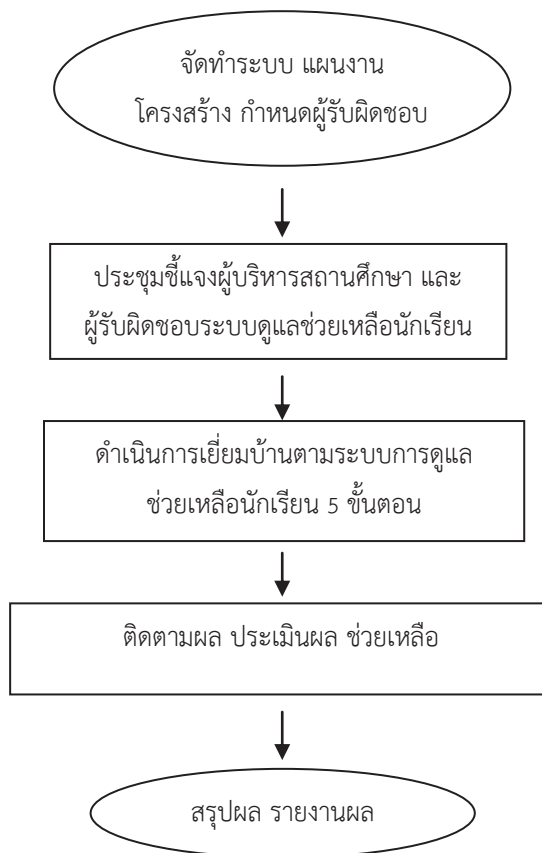 จัดทำระบบ แผนงาน
โครงสร้าง กำหนดผู้รับผิดชอบ
ประชุมชี้แจงผู้บริหารสถานศึกษา และ
ผู้รับผิดชอบระบบดูแลช่วยเหลือนักเรียน
ดำเนินการเยี่ยมบ้านตามระบบการดูแล
ช่วยเหลือนักเรียน 5 ขั้นตอน
ติดตามผล ประเมินผล ช่วยเหลือ
สรุปผล รายงานผล